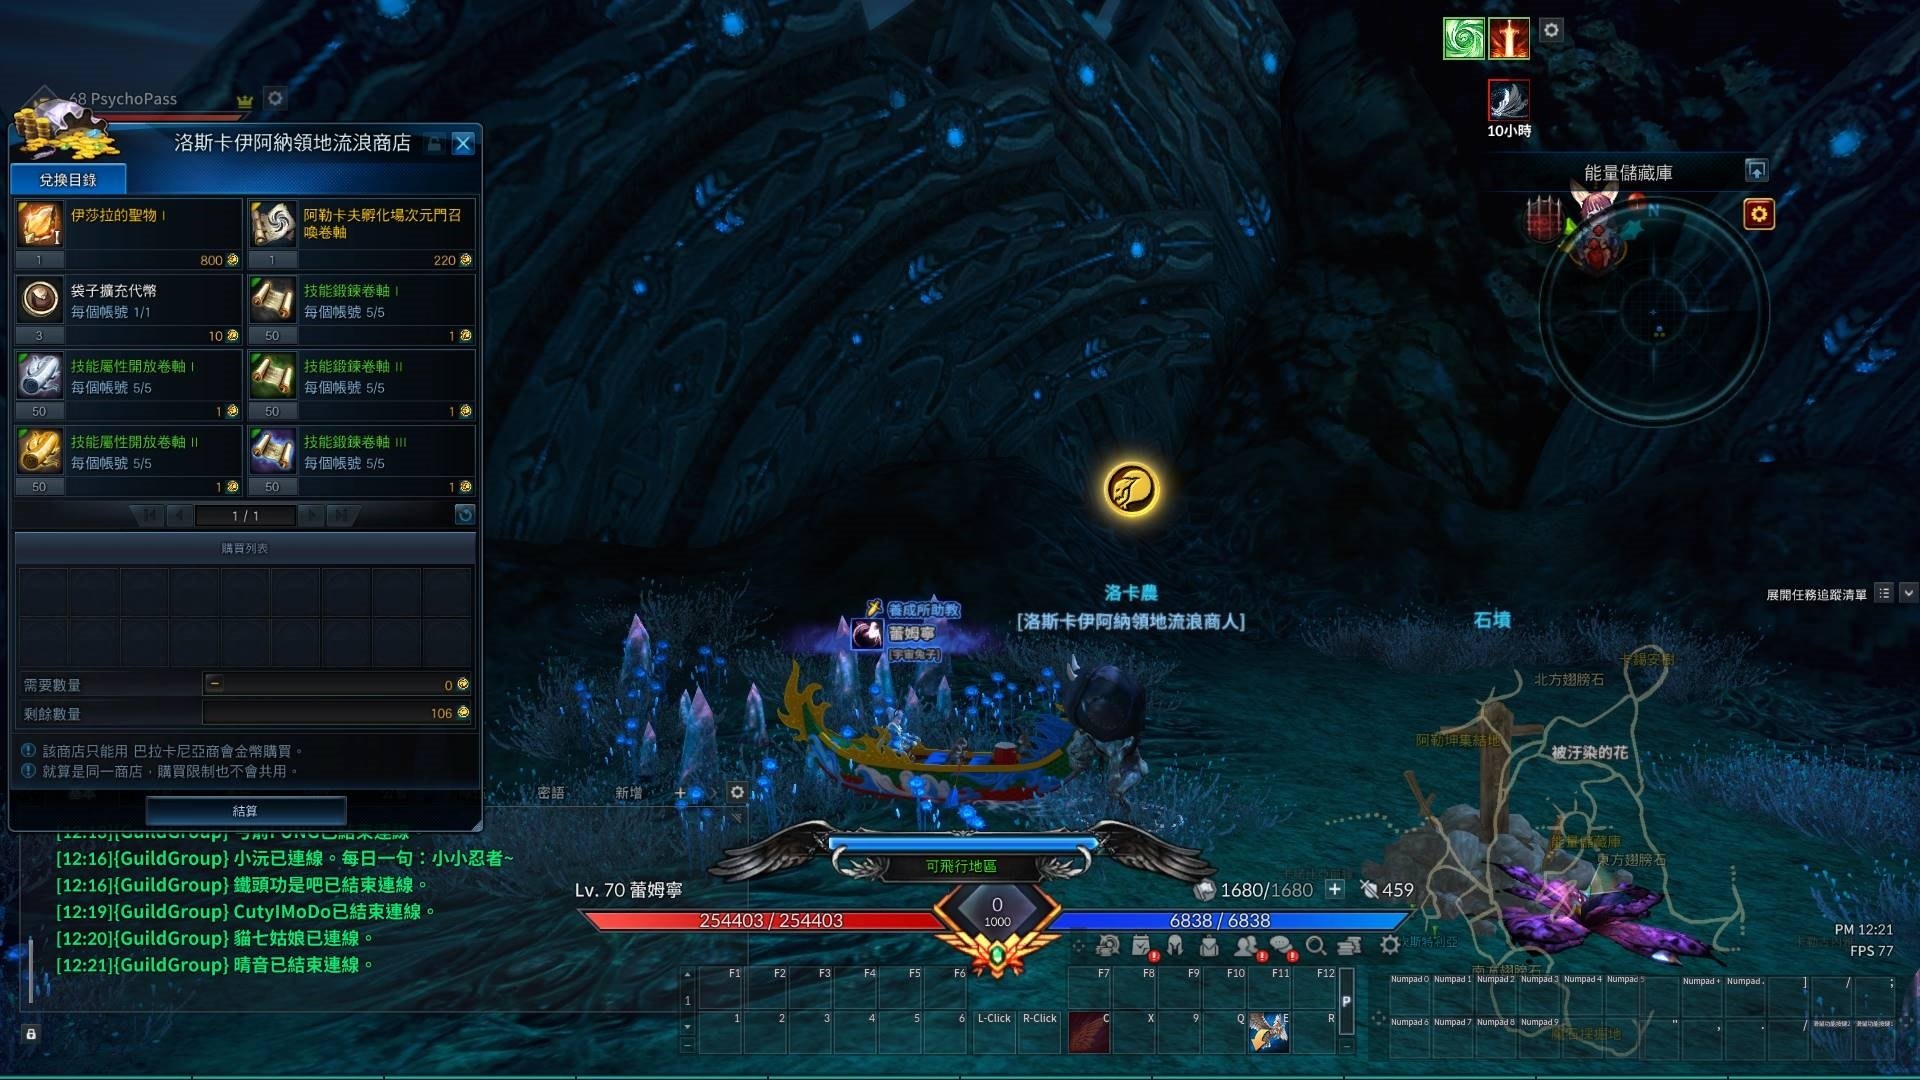 68 PsychoPass
洛斯卡伊阿納領地流浪商店
兌換目錄
伊莎拉的聖物 I
1
800
阿勒卡夫孵化場次元門召
喚卷軸
1
220
袋子擴充代幣
每個帳號 1/1
3
10
技能鍛鍊卷軸 I
每個帳號 5/5
50
1
技能屬性開放卷軸 I
每個帳號 5/5
50
1
技能鍛鍊卷軸 II
每個帳號 5/5
50
1
技能屬性開放卷軸 II
每個帳號 5/5
50
1
技能鍛鍊卷軸 III
每個帳號 5/5
50
1
1 / 1
購買列表
需要數量
0
剩餘數量
106
該商店只能用 巴拉卡尼亞商會金幣購買。
就算是同一商店，購買限制也不會共用。
結算
密語
新增
[12:16]{GuildGroup} 小沅已連線。每日一句：小小忍者~
[12:16]{GuildGroup} 鐵頭功是吧已結束連線。
[12:19]{GuildGroup} CutyIMoDo已結束連線。
[12:20]{GuildGroup} 貓七姑娘已連線。
[12:21]{GuildGroup} 晴音已結束連線。
10小時
能量儲藏庫
N
展開任務追蹤清單
養成所助教
蕾姆寧
[宇宙兔子]
洛卡農
[洛斯卡伊阿納領地流浪商人]
石墳
北方翅膀石
阿勒坤集結地
被汙染的花
能量儲藏庫
東方翅膀石
可飛行地區
Lv. 70 蕾姆寧
1680/1680
459
254403 / 254403
0
1000
6838 / 6838
PM 12:21
FPS 77
F1 F2 F3 F4 F5 F6 F7 F8 F9 F10 F11 F12
1
P
1 2 3 4 5 6 L-Click R-Click C X 9 Q E R
Numpad 0 Numpad 1 Numpad 2 Numpad 3 Numpad 4 Numpad 5 Numpad + Numpad . ] / ;
Numpad 6 Numpad 7 Numpad 8 Numpad 9 " , . /